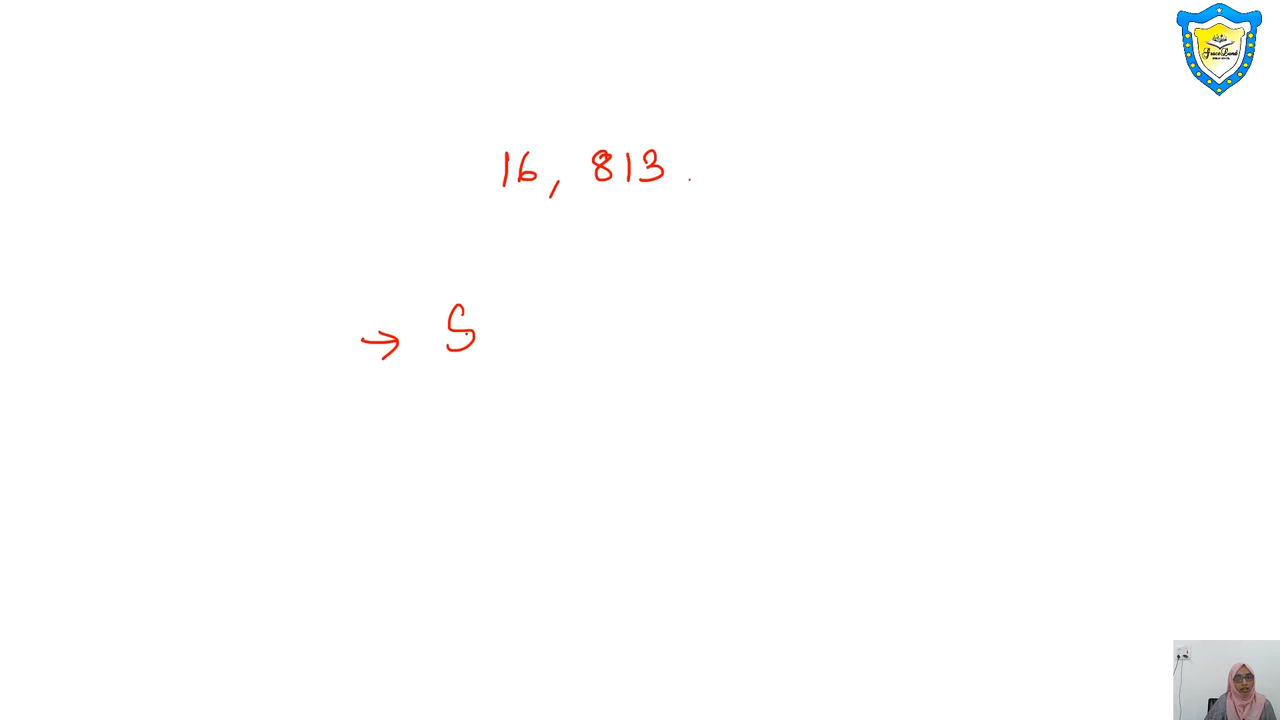 16, 813.
→ S